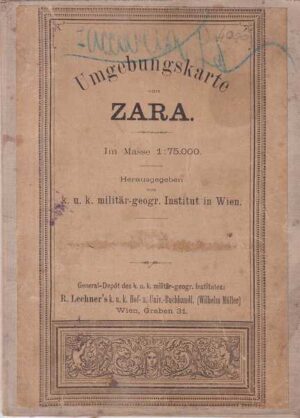 Umgebungskarte
von
ZARA.
Im Masse 1:75.000.
Herausgegeben
vom
k. u. k. militär-geogr. Institut in Wien.
General-Depôt des k. u. k. militär-geogr. Institutes:
R. Lechner's k. u. k. Hof- u. Univ.-Buchhandl. (Wilhelm Müller)
Wien, Graben 31.